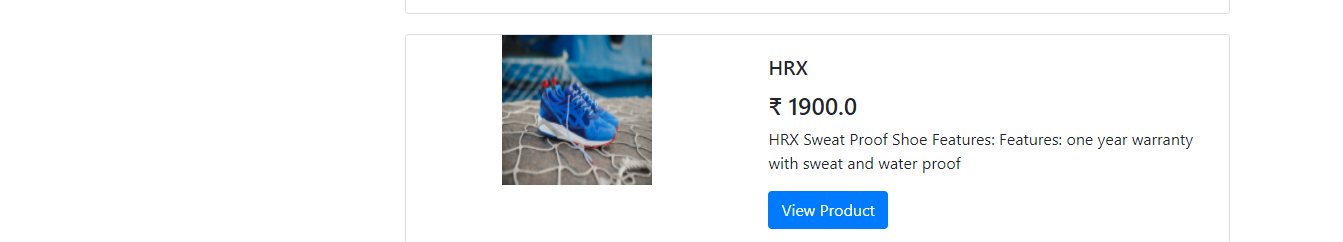 HRX
₹ 1900.0
HRX Sweat Proof Shoe Features: Features: one year warranty
with sweat and water proof
View Product